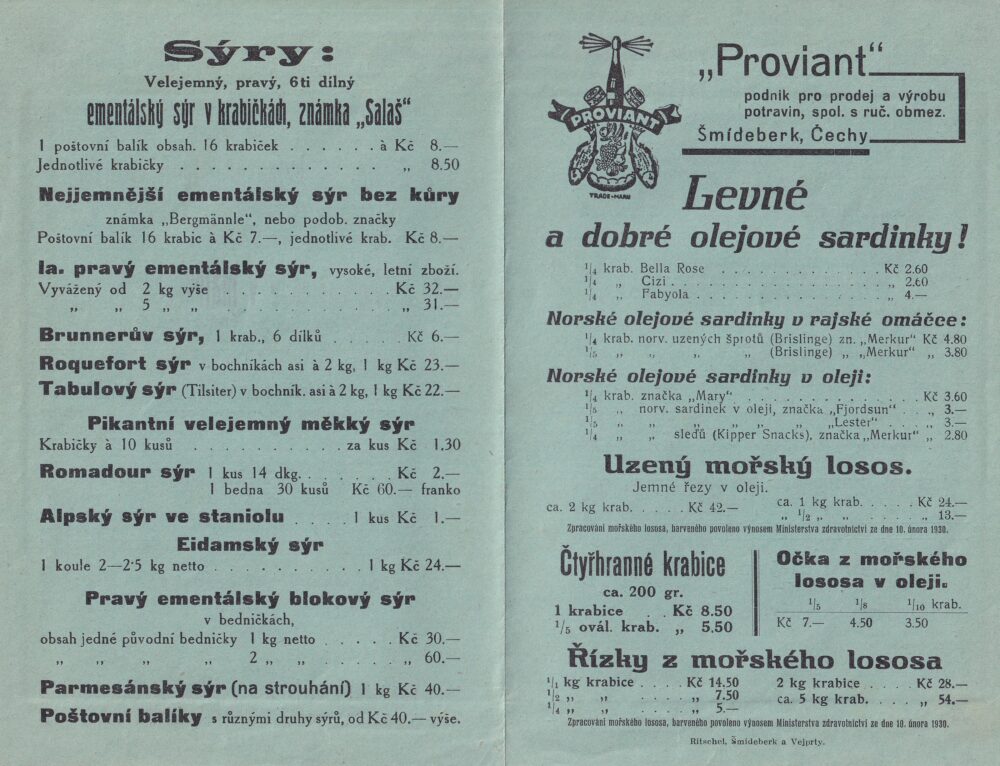 Sýry:
Velejemný, pravý, 6ti dílný
ementálský sýr v krabičkách, známka „Salaš“
1 poštovní balík obsah. 16 krabiček . . . . . . à Kč 8.—
Jednotlivé krabičky . . . . . . . . . . . . . . „ 8.50
Nejjemnější ementálský sýr bez kůry
známka „Bergmännle“, nebo podob. značky
Poštovní balík 16 krabic à Kč 7.—, jednotlivé krab. Kč 8.—
Ia. pravý ementálský sýr, vysoké, letní zboží.
Vyvážený od 2 kg výše . . . . . . . . . Kč 32.—
„ „ 5 „ „ . . . . . . . . . „ 31.—
Brunnerův sýr, 1 krab., 6 dílků . . . . . Kč 6.—
Roquefort sýr v bochníkách asi à 2 kg, 1 kg Kč 23.—
Tabulový sýr (Tilsiter) v bochník. asi à 2 kg, 1 kg Kč 22.—
Pikantní velejemný měkký sýr
Krabičky à 10 kusů . . . . . . . . . . za kus Kč 1.30
Romadour sýr 1 kus 14 dkg. . . . . . . Kč 2.—
1 bedna 30 kusů Kč 60.— franko
Alpský sýr ve staniolu . . . . 1 kus Kč 1.—
Eidamský sýr
1 koule 2—2·5 kg netto . . . . . . . . . . 1 kg Kč 24.—
Pravý ementálský blokový sýr
v bedničkách,
obsah jedné původní bedničky 1 kg netto . . . . . Kč 30.—
„ „ „ „ 2 „ „ . . . . . „ 60.—
Parmesánský sýr (na strouhání) 1 kg Kč 40.—
Poštovní balíky s různými druhy sýrů, od Kč 40.— výše.
PROVIANT
TRADE-MARK
„Proviant“
podnik pro prodej a výrobu
potravin, spol. s ruč. obmez.
Šmídeberk, Čechy
Levné
a dobré olejové sardinky!
1/4 krab. Bella Rose . . . . . . . . . . . . . Kč 2.60
1/4 „ Cizi . . . . . . . . . . . . . . . . „ 2.60
1/4 „ Fabyola . . . . . . . . . . . . . . „ 4.—
Norské olejové sardinky v rajské omáčce:
1/4 krab. norv. uzených šprotů (Brislinge) zn. „Merkur“ Kč 4.80
1/5 „ „ „ „ (Brislinge) „ „Merkur“ „ 3.80
Norské olejové sardinky v oleji:
1/4 krab. značka „Mary“ . . . . . . . . . . . . Kč 3.60
1/5 „ norv. sardinek v oleji, značka „Fjordsun“ . . . „ 3.—
1/5 „ „ „ „ „ „ „Lester“ . . . . „ 3.—
1/4 „ „ sleďů (Kipper Snacks), značka „Merkur“ „ 2.80
Uzený mořský losos.
Jemné řezy v oleji.
ca. 2 kg krab. . . . . . Kč 42.— ca. 1 kg krab. . . . . . Kč 24.—
„ 1/2 „ „ . . . . . „ 13.—
Zpracování mořského lososa, barveného povoleno výnosem Ministerstva zdravotnictví ze dne 10. února 1930.
Čtyřhranné krabice
ca. 200 gr.
1 krabice . . Kč 8.50
1/5 ovál. krab. „ 5.50
Očka z mořského
lososa v oleji.
1/5 1/8 1/10 krab.
Kč 7.— 4.50 3.50
Řízky z mořského lososa
1/1 kg krabice . . . . Kč 14.50 2 kg krabice . . . . Kč 28.—
1/2 „ „ . . . . „ 7.50 ca. 5 kg krab. . . . . „ 54.—
1/4 „ „ . . . . „ 5.—
Zpracování mořského lososa, barveného povoleno výnosem Ministerstva zdravotnictví ze dne 10. února 1930.
Ritschel, Šmideberk a Vejprty.